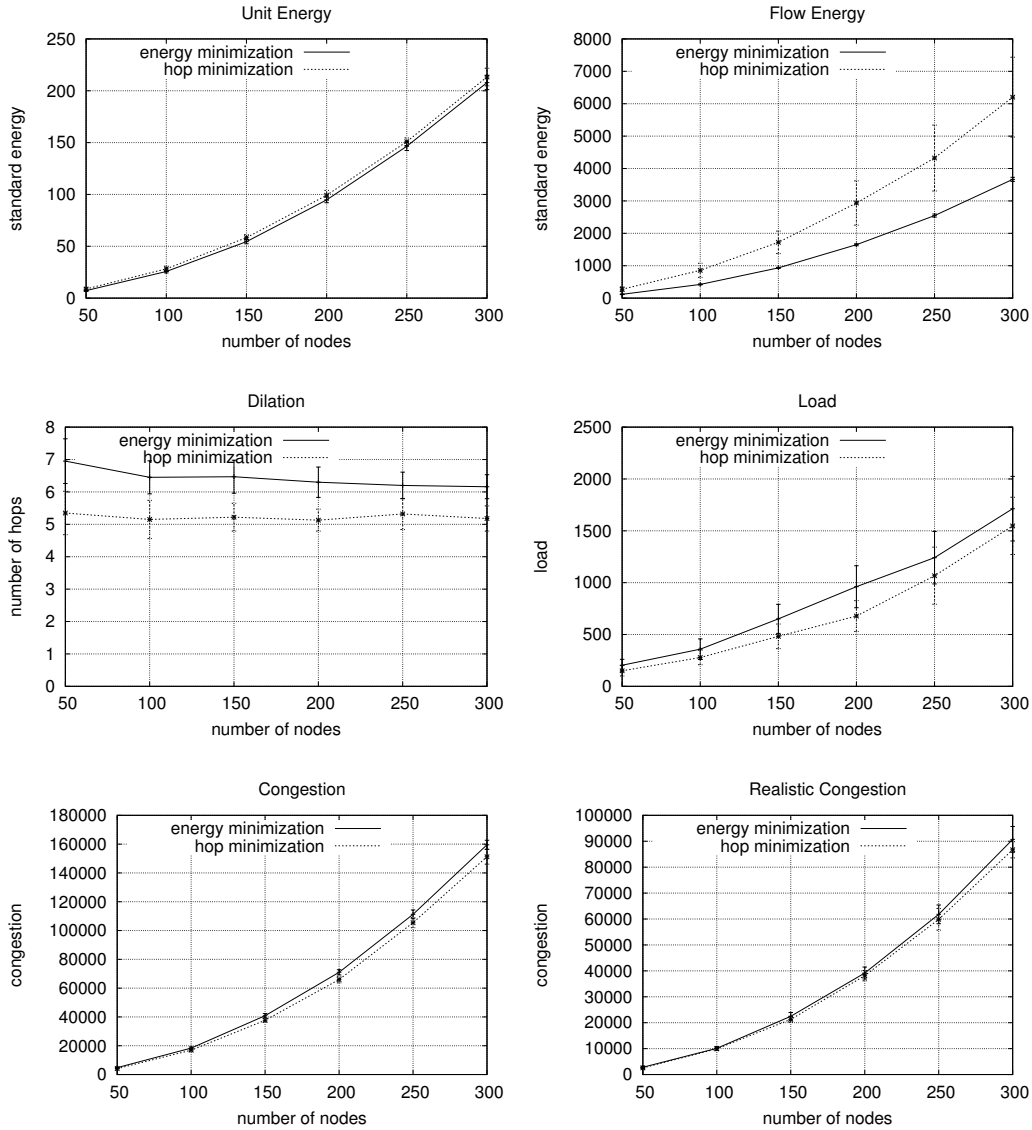 Unit Energy
250
200
150
100
50
0
50 100 150 200 250 300
standard energy
number of nodes
energy minimization
hop minimization
Flow Energy
8000
7000
6000
5000
4000
3000
2000
1000
0
50 100 150 200 250 300
standard energy
number of nodes
energy minimization
hop minimization
Dilation
8
7
6
5
4
3
2
1
0
50 100 150 200 250 300
number of hops
number of nodes
energy minimization
hop minimization
Load
2500
2000
1500
1000
500
0
50 100 150 200 250 300
load
number of nodes
energy minimization
hop minimization
Congestion
180000
160000
140000
120000
100000
80000
60000
40000
20000
0
50 100 150 200 250 300
congestion
number of nodes
energy minimization
hop minimization
Realistic Congestion
100000
90000
80000
70000
60000
50000
40000
30000
20000
10000
0
50 100 150 200 250 300
congestion
number of nodes
energy minimization
hop minimization